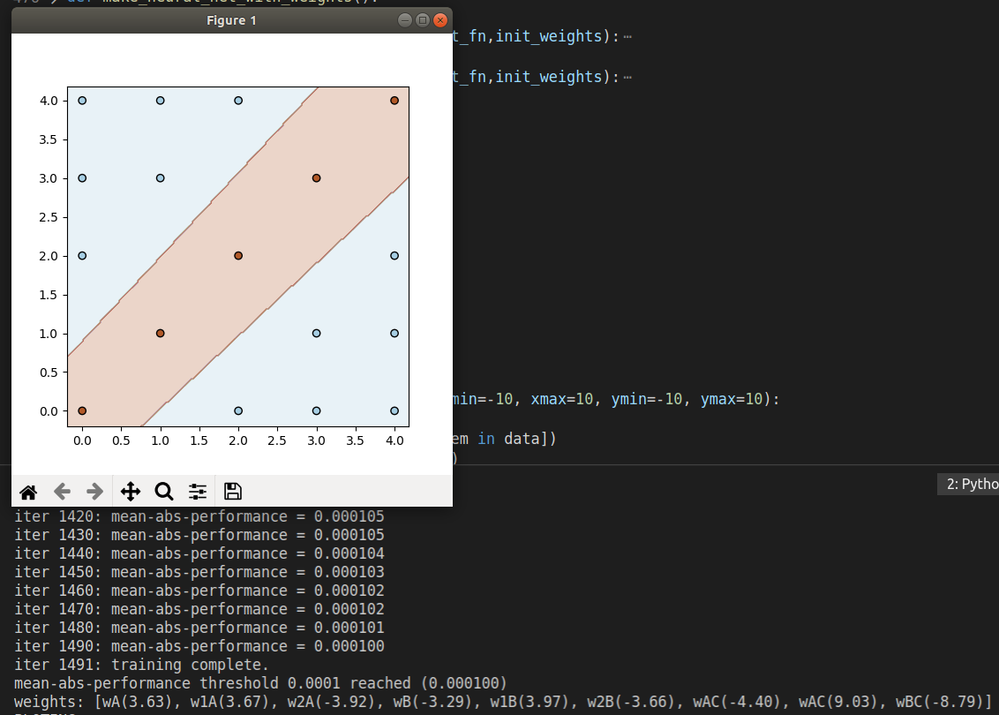 Figure 1
t_fn,init_weights):
t_fn,init_weights):
4.0
3.5
3.0
2.5
2.0
1.5
1.0
0.5
0.0
0.0 0.5 1.0 1.5 2.0 2.5 3.0 3.5 4.0
min=-10, xmax=10, ymin=-10, ymax=10):
em in data])
)
2: Pytho
iter 1420: mean-abs-performance = 0.000105
iter 1430: mean-abs-performance = 0.000105
iter 1440: mean-abs-performance = 0.000104
iter 1450: mean-abs-performance = 0.000103
iter 1460: mean-abs-performance = 0.000102
iter 1470: mean-abs-performance = 0.000102
iter 1480: mean-abs-performance = 0.000101
iter 1490: mean-abs-performance = 0.000100
iter 1491: training complete.
mean-abs-performance threshold 0.0001 reached (0.000100)
weights: [wA(3.63), w1A(3.67), w2A(-3.92), wB(-3.29), w1B(3.97), w2B(-3.66), wAC(-4.40), wAC(9.03), wBC(-8.79)]